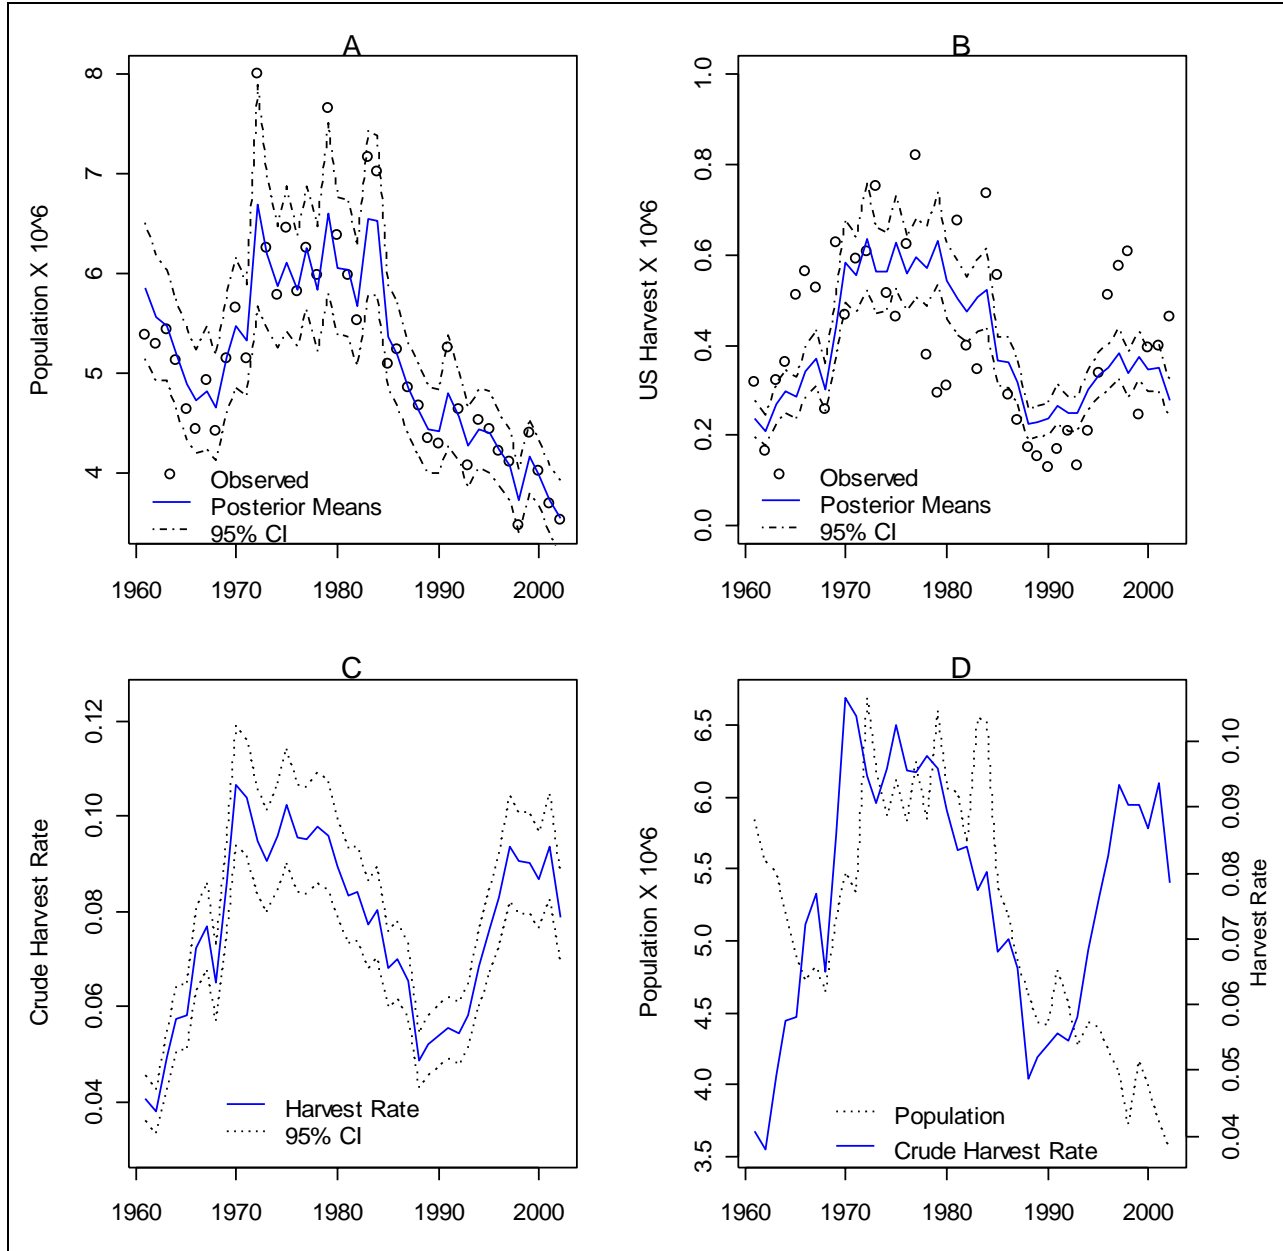 A
Population X 10^6
8
7
6
5
4
Observed
Posterior Means
95% CI
1960 1970 1980 1990 2000
B
US Harvest X 10^6
1.0
0.8
0.6
0.4
0.2
0.0
Observed
Posterior Means
95% CI
1960 1970 1980 1990 2000
C
Crude Harvest Rate
0.12
0.10
0.08
0.06
0.04
Harvest Rate
95% CI
1960 1970 1980 1990 2000
D
Population X 10^6
6.5
6.0
5.5
5.0
4.5
4.0
3.5
Population
Crude Harvest Rate
0.10
0.09
0.08
0.07
0.06
0.05
0.04
Harvest Rate
1960 1970 1980 1990 2000